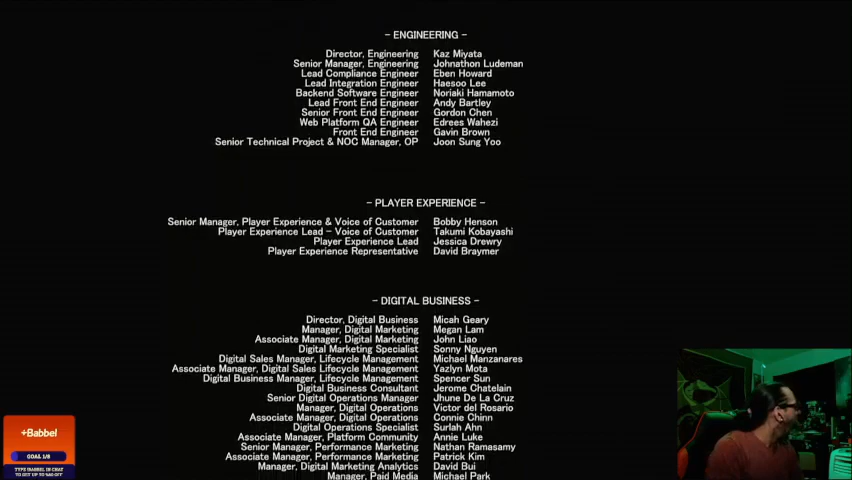 - ENGINEERING -
Director, Engineering Kaz Miyata
Senior Manager, Engineering Johnathon Ludeman
Lead Compliance Engineer Eben Howard
Lead Integration Engineer Haesoo Lee
Backend Software Engineer Noriaki Hamamoto
Lead Front End Engineer Andy Bartley
Senior Front End Engineer Gordon Chen
Web Platform QA Engineer Edrees Wahezi
Front End Engineer Gavin Brown
Senior Technical Project & NOC Manager, OP Joon Sung Yoo
- PLAYER EXPERIENCE -
Senior Manager, Player Experience & Voice of Customer Bobby Henson
Player Experience Lead - Voice of Customer Takumi Kobayashi
Player Experience Lead Jessica Drewry
Player Experience Representative David Braymer
- DIGITAL BUSINESS -
Director, Digital Business Micah Geary
Manager, Digital Marketing Megan Lam
Associate Manager, Digital Marketing John Liao
Digital Marketing Specialist Sonny Nguyen
Digital Sales Manager, Lifecycle Management Michael Manzanares
Associate Manager, Digital Sales Lifecycle Management Yazlyn Mota
Digital Business Manager, Lifecycle Management Spencer Sun
Digital Business Consultant Jerome Chatelain
Senior Digital Operations Manager Jhune De La Cruz
Manager, Digital Operations Victor del Rosario
Associate Manager, Digital Operations Connie Chinn
Digital Operations Specialist Surlah Ahn
Associate Manager, Platform Community Annie Luke
Senior Manager, Performance Marketing Nathan Ramasamy
Associate Manager, Performance Marketing Patrick Kim
Manager, Digital Marketing Analytics David Bui
Manager, Paid Media Michael Park
+Babbel
GOAL 1/8
TYPE BABBEL IN CHAT
TO GET UP TO %60 OFF